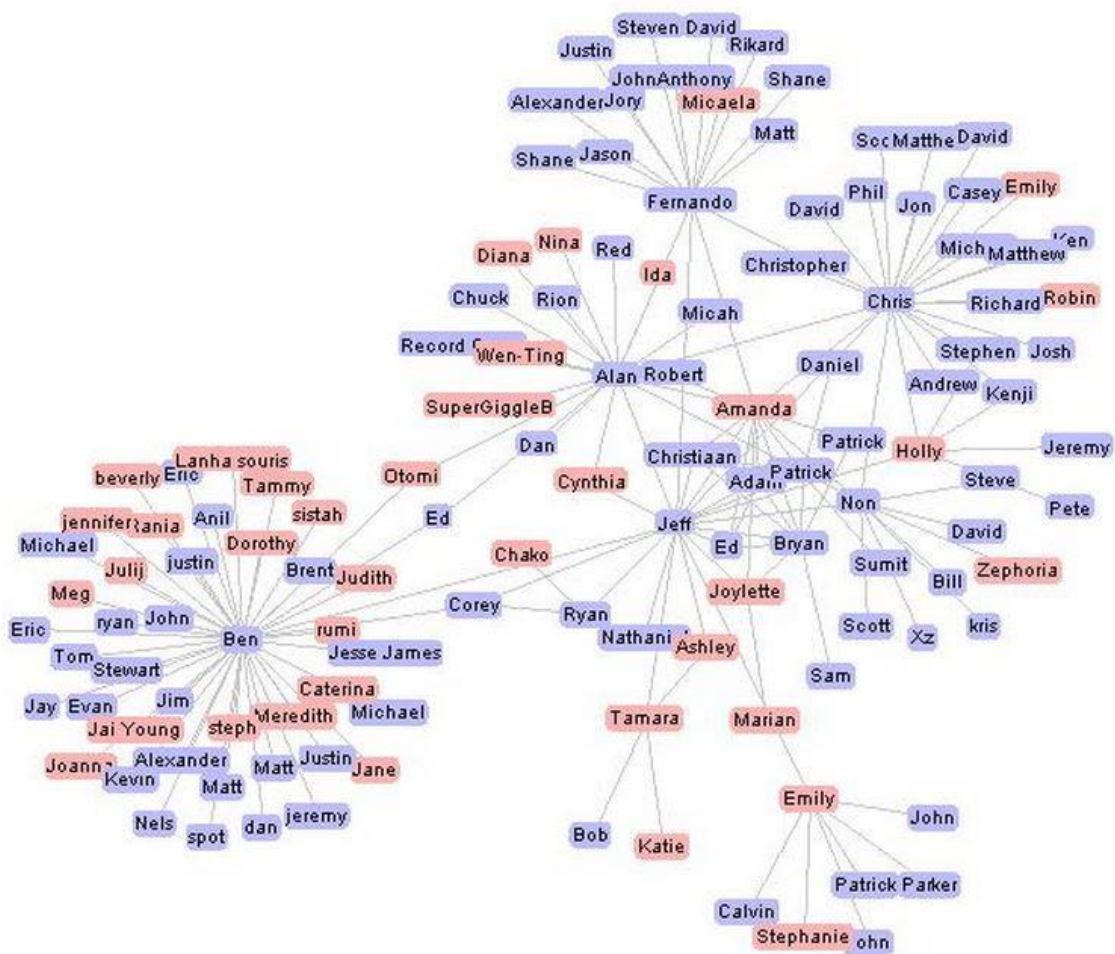 Steven
David
Justin
Rikard
John
Anthony
Shane
Alexander
Jory
Micaela
Matt
Shane
Jason
Fernando
Matthe
David
Phil
Casey
Emily
David
Jon
Nina
Red
Diana
Ida
Christopher
Matthew
Ken
Chuck
Rion
Micah
Chris
Richard
Robin
Record
Wen-Ting
Alan
Robert
Daniel
Stephen
Josh
Andrew
Kenji
SuperGiggleB
Amanda
Dan
Christiaan
Patrick
Holly
Jeremy
Lanha
souris
beverly
Eric
Tammy
Otomi
Cynthia
Adam
Patrick
Steve
Non
Pete
jennifer
Anil
sistah
Ed
Jeff
David
Michael
Dorothy
Chako
Ed
Bryan
Julij
justin
Brent
Judith
Sumit
Bill
Zephoria
Meg
Joylette
Corey
Ryan
ryan
John
Eric
Ben
rumi
Scott
Xz
kris
Jesse James
Ashley
Tom
Stewart
Sam
Jay
Evan
Jim
Caterina
Michael
Jai Young
steph
Meredith
Tamara
Marian
Joanna
Kevin
Alexander
Matt
Justin
Jane
Matt
Emily
John
Nels
spot
dan
jeremy
Bob
Katie
Patrick
Parker
Calvin
Stephanie